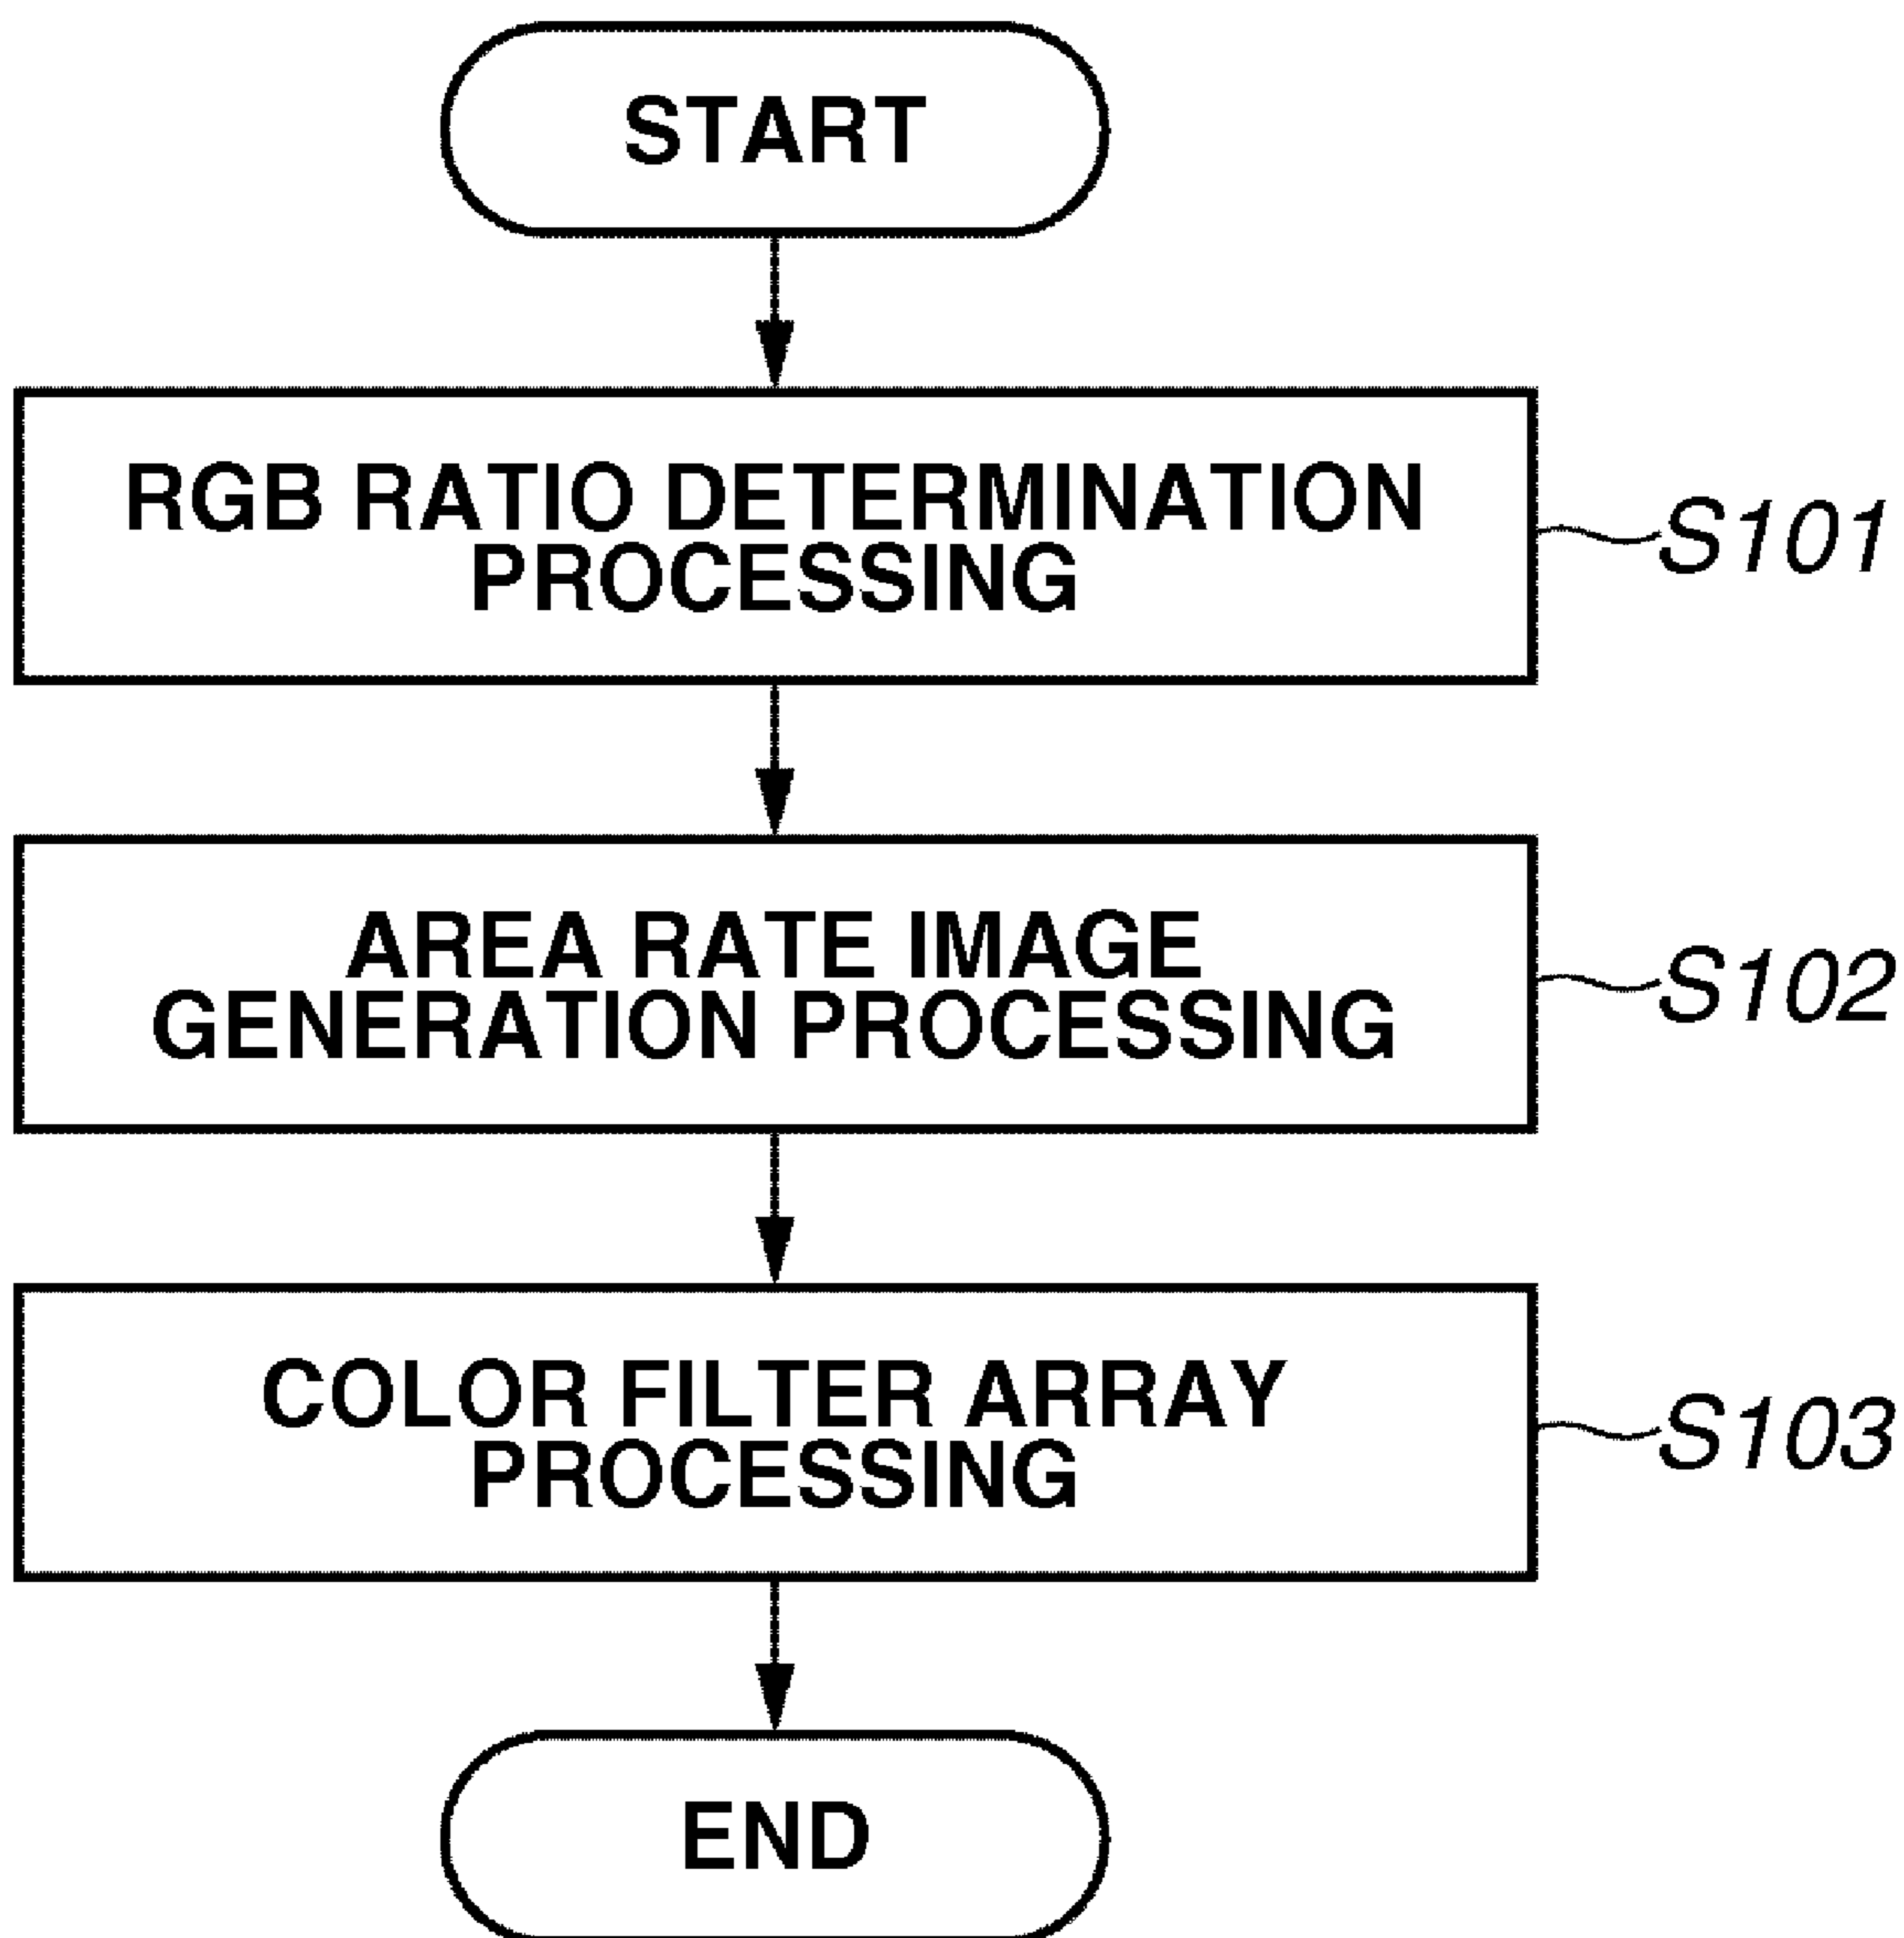 START
RGB RATIO DETERMINATION
PROCESSING
S101
AREA RATE IMAGE
GENERATION PROCESSING
S102
COLOR FILTER ARRAY
PROCESSING
S103
END